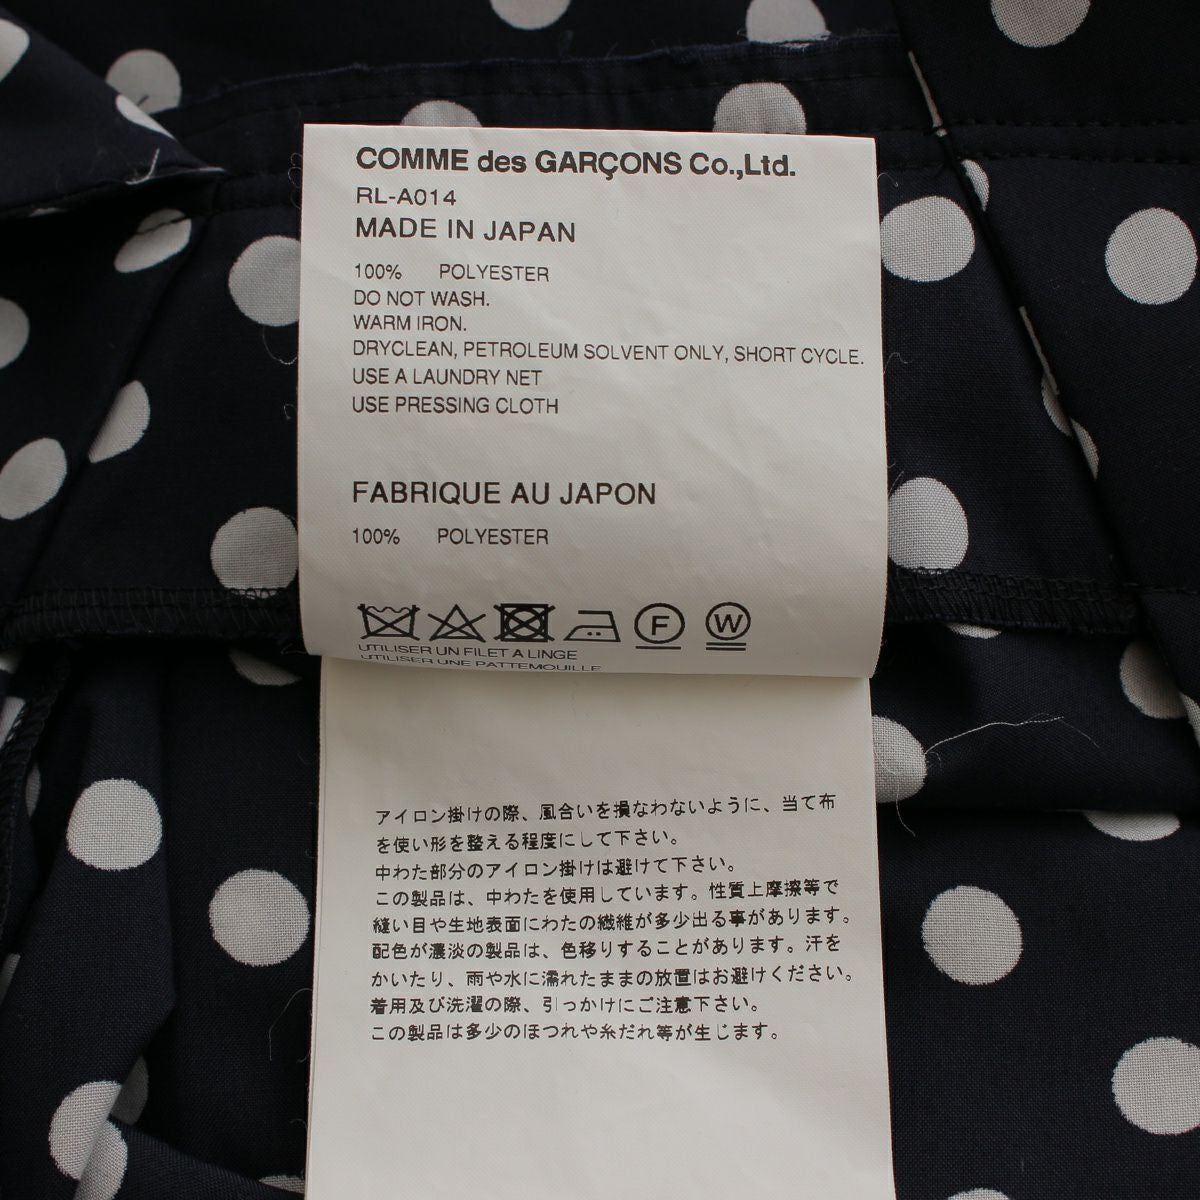 COMME des GARÇONS Co.,Ltd.
RL-A014
MADE IN JAPAN
100% POLYESTER
DO NOT WASH.
WARM IRON.
DRYCLEAN, PETROLEUM SOLVENT ONLY, SHORT CYCLE.
USE A LAUNDRY NET
USE PRESSING CLOTH
FABRIQUE AU JAPON
100% POLYESTER
F W
UTILISER UN FILET A LINGE
UTILISER UNE PATTEMOUILLE
アイロン掛けの際、風合いを損なわないように、当て布
を使い形を整える程度にして下さい。
中わた部分のアイロン掛けは避けて下さい。
この製品は、中わたを使用しています。性質上摩擦等で
縫い目や生地表面にわたの繊維が多少出る事があります。
配色が濃淡の製品は、色移りすることがあります。汗を
かいたり、雨や水に濡れたままの放置はお避けください。
着用及び洗濯の際、引っかけにご注意下さい。
この製品は多少のほつれや糸だれ等が生じます。